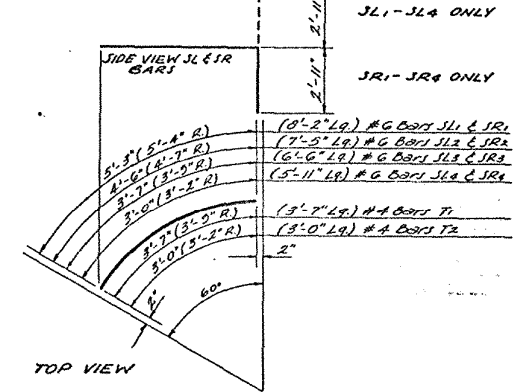 2'-11"
SL1-SL4 ONLY
SIDE VIEW SL & SR
BARS
2'-11"
SR1-SR4 ONLY
5'-3" (5'-4" R.)
(8'-2" Lg.) #6 Bars SL1 & SR1
4'-6" (4'-7" R.)
(7'-5" Lg.) #6 Bars SL2 & SR2
3'-7" (3'-9" R.)
(6'-6" Lg.) #6 Bars SL3 & SR3
3'-0" (3'-2" R.)
(5'-11" Lg.) #6 Bars SL4 & SR4
3'-7" (3'-9" R.)
(3'-7" Lg.) #4 Bars T1
3'-0" (3'-2" R.)
(3'-0" Lg.) #4 Bars T2
2"
2"
60°
TOP VIEW